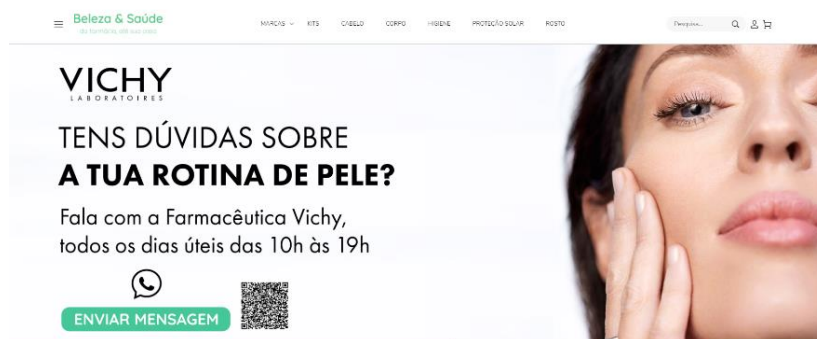 Beleza & Saúde
da farmácia, até sua casa
MARCAS
KITS
CABELO
CORPO
HIGIENE
PROTEÇÃO SOLAR
ROSTO
Pesquise...
VICHY
LABORATOIRES
TENS DÚVIDAS SOBRE
A TUA ROTINA DE PELE?
Fala com a Farmacêutica Vichy,
todos os dias úteis das 10h às 19h
ENVIAR MENSAGEM